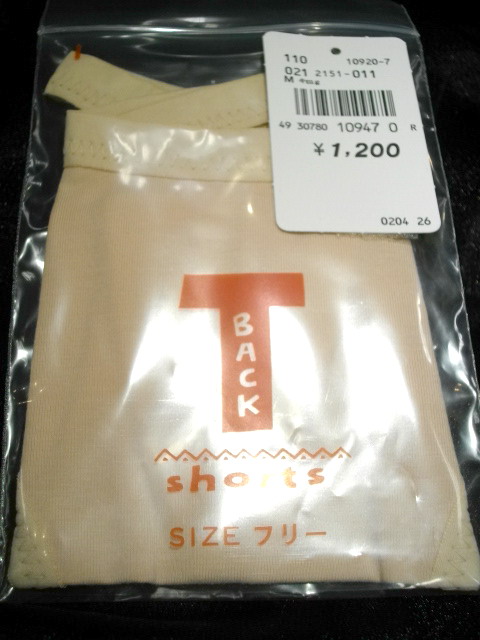 110 10920-7
021 2151-011
M
49 30780 10947 0 R
¥1,200
0204 26
T
BACK
shorts
SIZE フリー